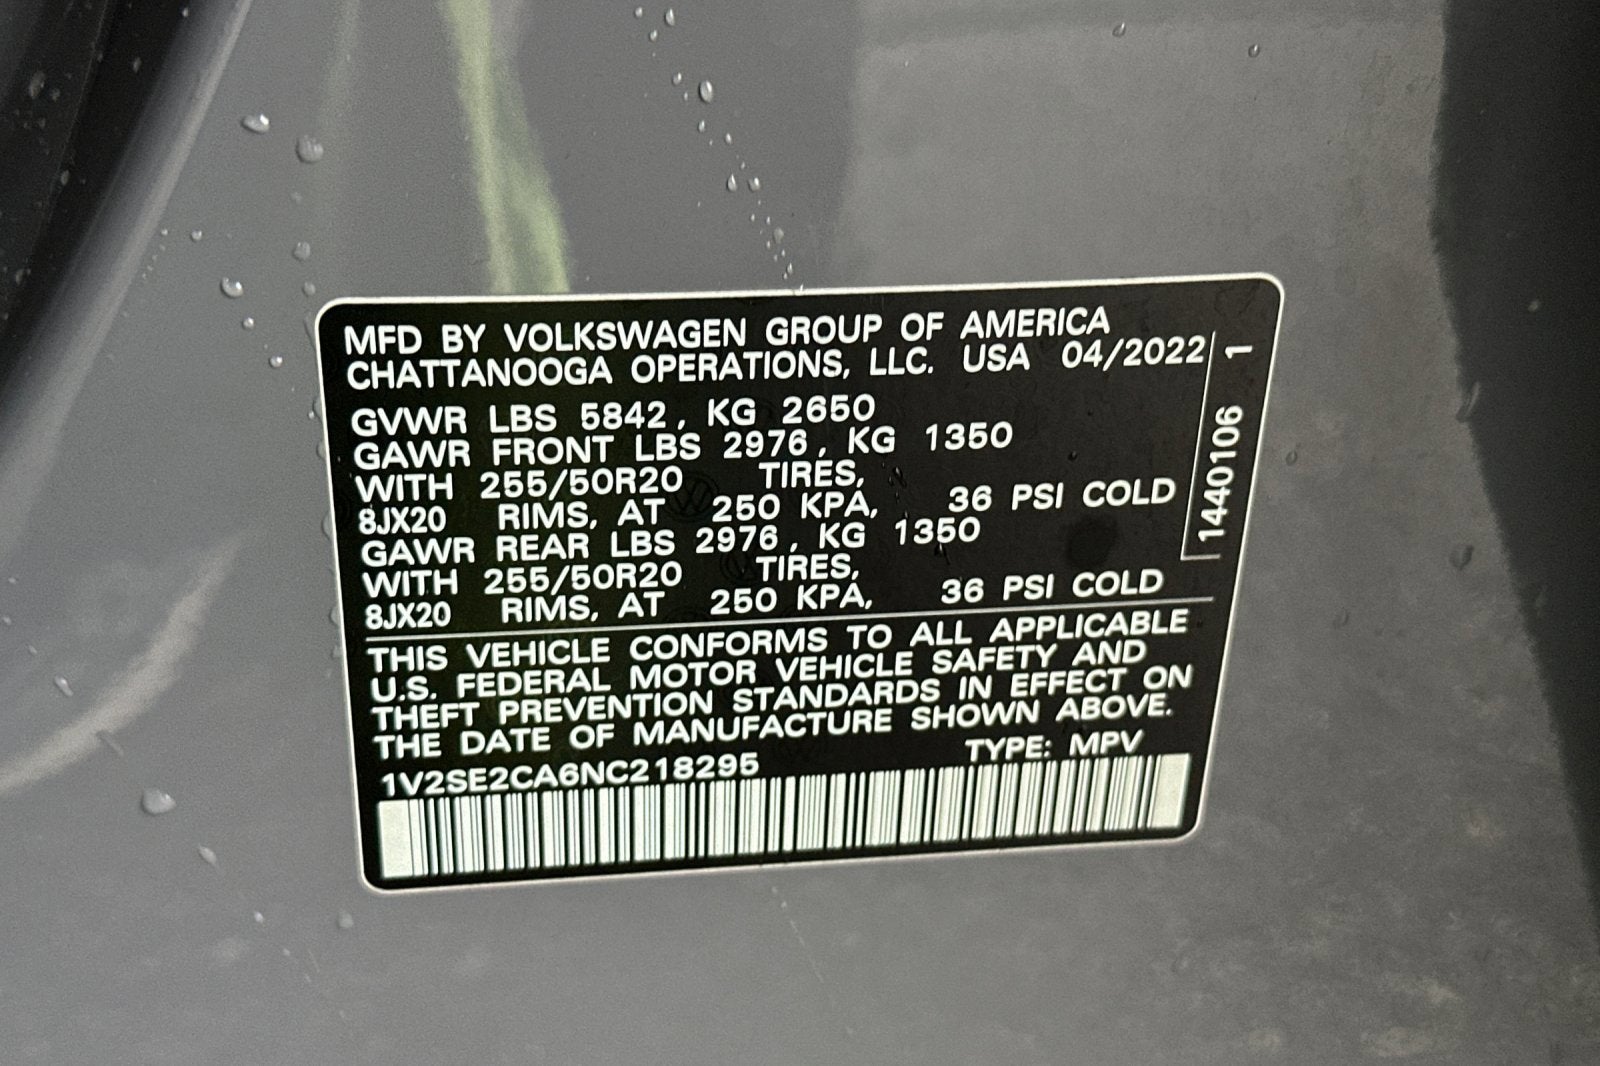 MFD BY VOLKSWAGEN GROUP OF AMERICA
CHATTANOOGA OPERATIONS, LLC. USA 04/2022
GVWR LBS 5842, KG 2650
GAWR FRONT LBS 2976, KG 1350
WITH 255/50R20 TIRES,
8JX20 RIMS, AT 250 KPA, 36 PSI COLD
GAWR REAR LBS 2976, KG 1350
WITH 255/50R20 TIRES,
8JX20 RIMS, AT 250 KPA, 36 PSI COLD
THIS VEHICLE CONFORMS TO ALL APPLICABLE
U.S. FEDERAL MOTOR VEHICLE SAFETY AND
THEFT PREVENTION STANDARDS IN EFFECT ON
THE DATE OF MANUFACTURE SHOWN ABOVE.
1V2SE2CA6NC218295 TYPE: MPV
1440106 1